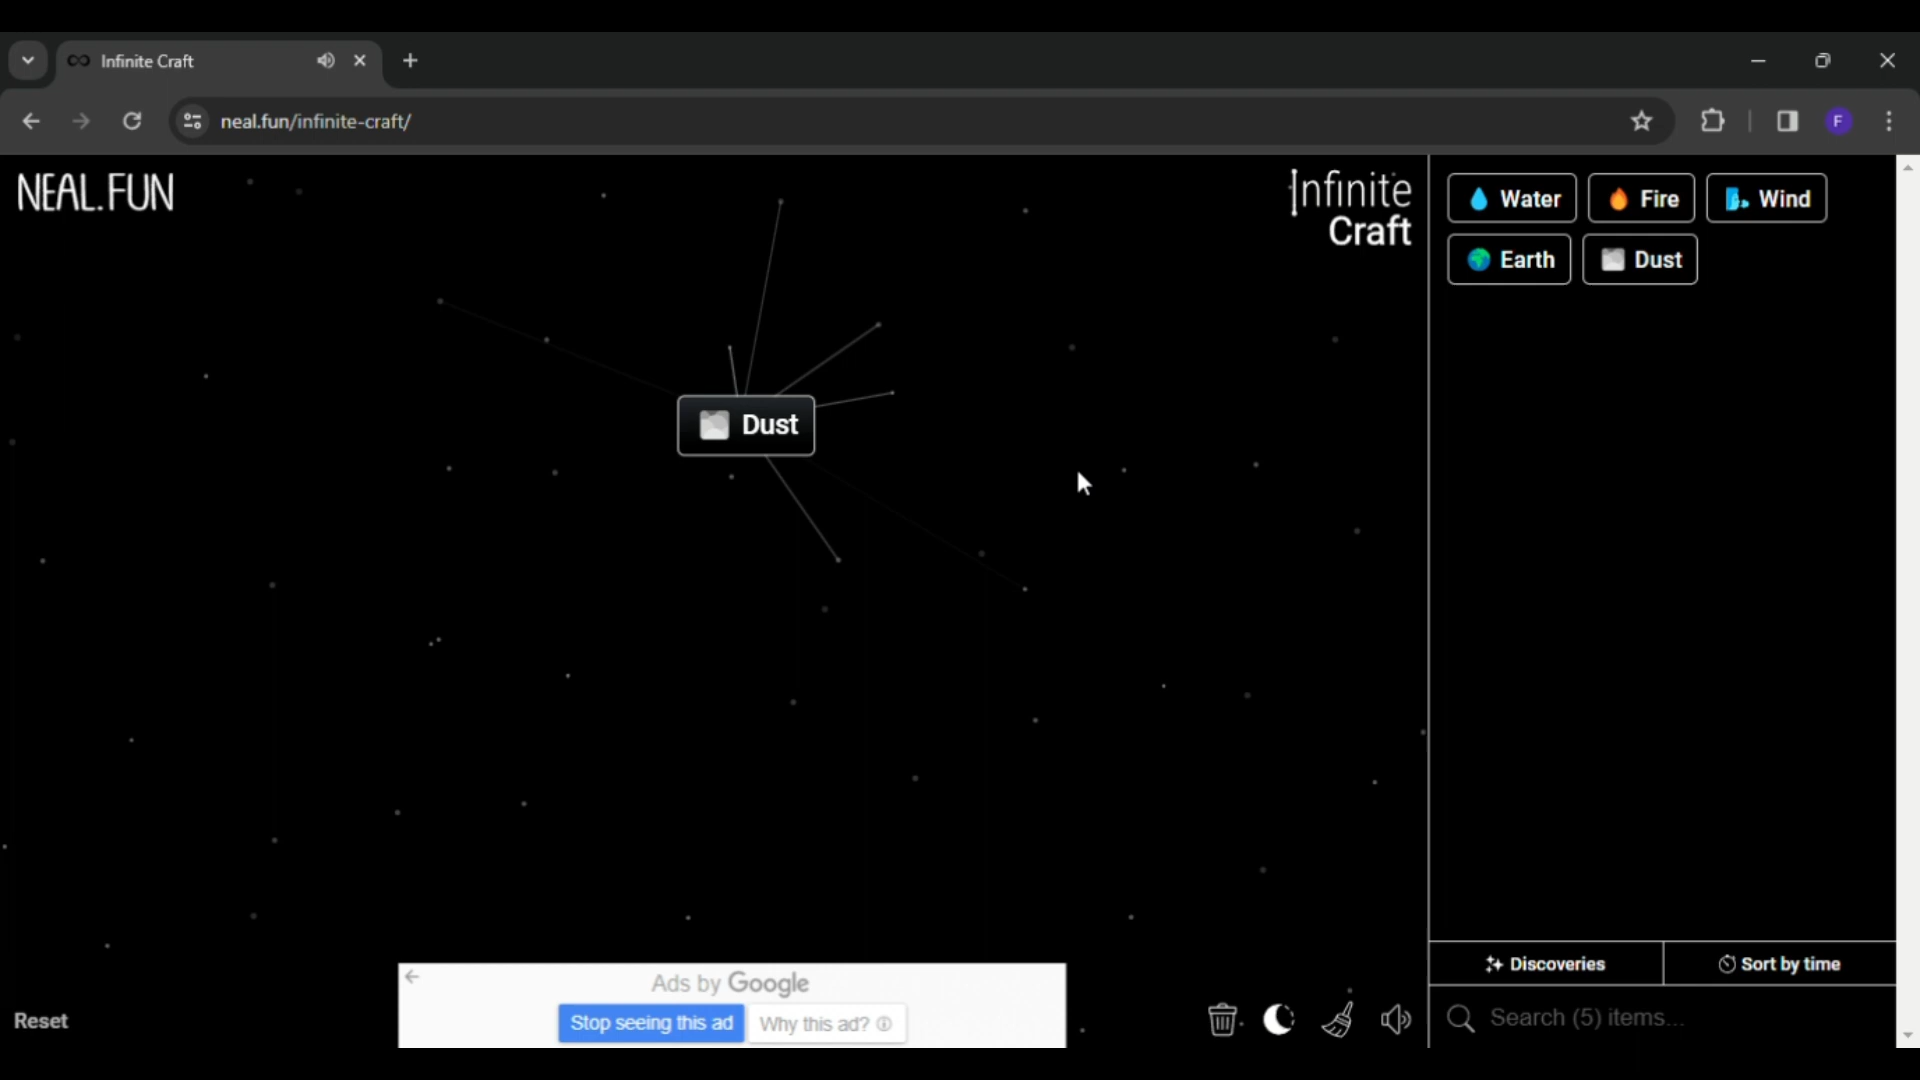 Infinite Craft
neal.fun/infinite-craft/
F
NEAL.FUN
Infinite
Craft
Water Fire Wind
Earth Dust
Dust
Discoveries Sort by time
Search (5) items...
Ads by Google
Stop seeing this ad Why this ad?
Reset